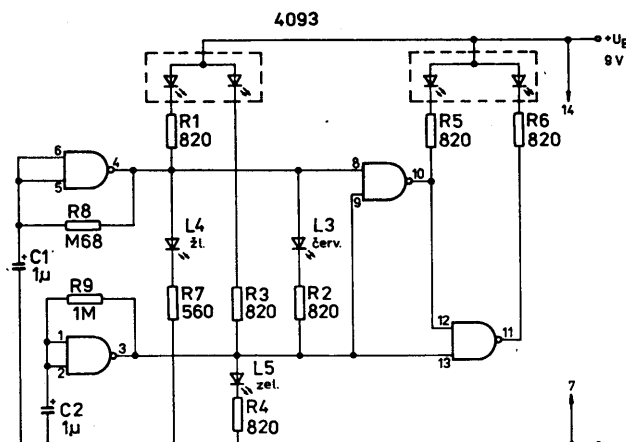 4093
+U_B
9 V
14
R1
820
R5
820
R6
820
6
5
4
8
9
10
R8
M68
L4
žl.
L3
červ.
C1
1µ
+
R9
1M
R7
560
R3
820
R2
820
12
13
11
1
2
3
L5
zel.
7
C2
1µ
+
R4
820